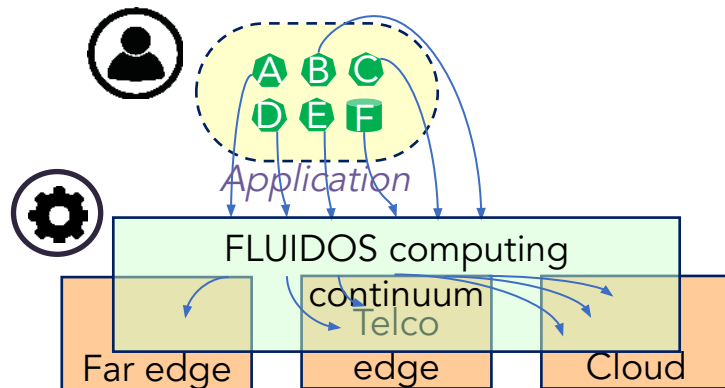 A B C
D E F
Application
FLUIDOS computing
continuum
Telco
Far edge
edge
Cloud